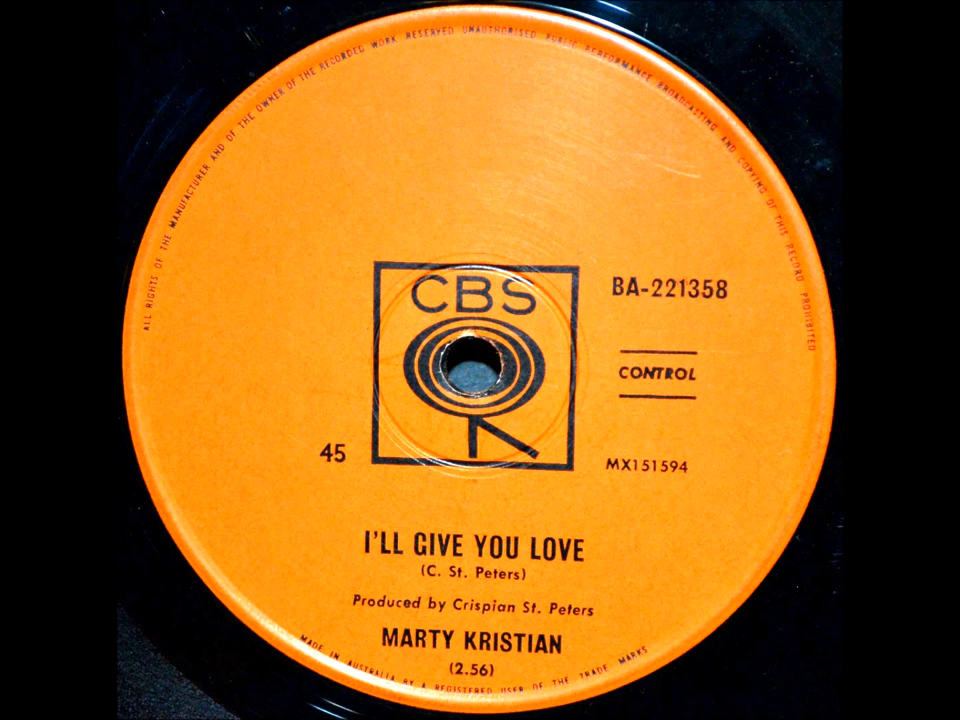 ALL RIGHTS OF THE MANUFACTURER AND OF THE OWNER OF THE RECORDED WORK RESERVED UNAUTHORISED PUBLIC PERFORMANCE BROADCASTING AND COPYING OF THIS RECORD PROHIBITED
CBS
BA-221358
CONTROL
45
MX151594
I'LL GIVE YOU LOVE
(C. St. Peters)
Produced by Crispian St. Peters
MARTY KRISTIAN
(2.56)
MADE IN AUSTRALIA BY A REGISTERED USER OF THE TRADE MARKS